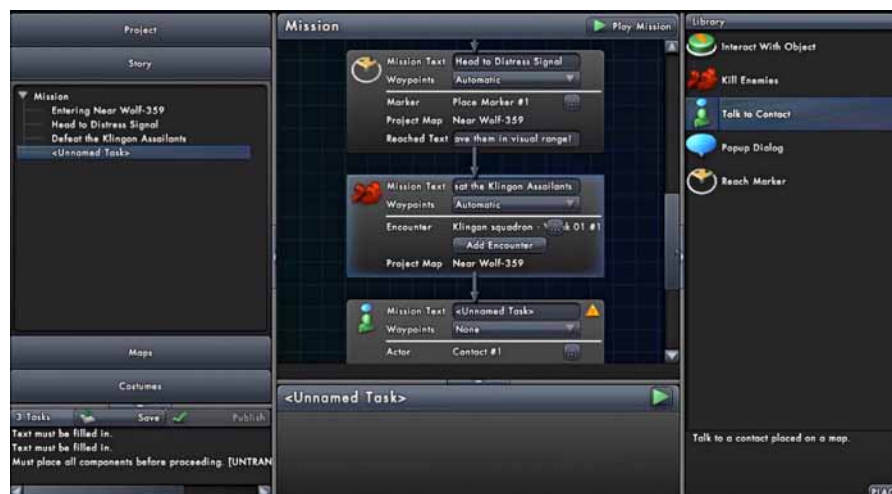 Project
Story
Mission
Entering Near Wolf-359
Head to Distress Signal
Defeat the Klingon Assailants
<Unnamed Task>
Maps
Costumes
3 Tasks Save Publish
Text must be filled in.
Text must be filled in.
Must place all components before proceeding. [UNTRAN
Mission Play Mission
Mission Text Head to Distress Signal
Waypoints Automatic
Marker Place Marker #1 ...
Project Map Near Wolf-359
Reached Text ave them in visual range!
Mission Text eat the Klingon Assailants
Waypoints Automatic
Encounter Klingon squadron - 01 #1
Add Encounter
Project Map Near Wolf-359
Mission Text <Unnamed Task>
Waypoints None
Actor Contact #1 ...
<Unnamed Task>
Library
Interact With Object
Kill Enemies
Talk to Contact
Popup Dialog
Reach Marker
Talk to a contact placed on a map.
PLAC